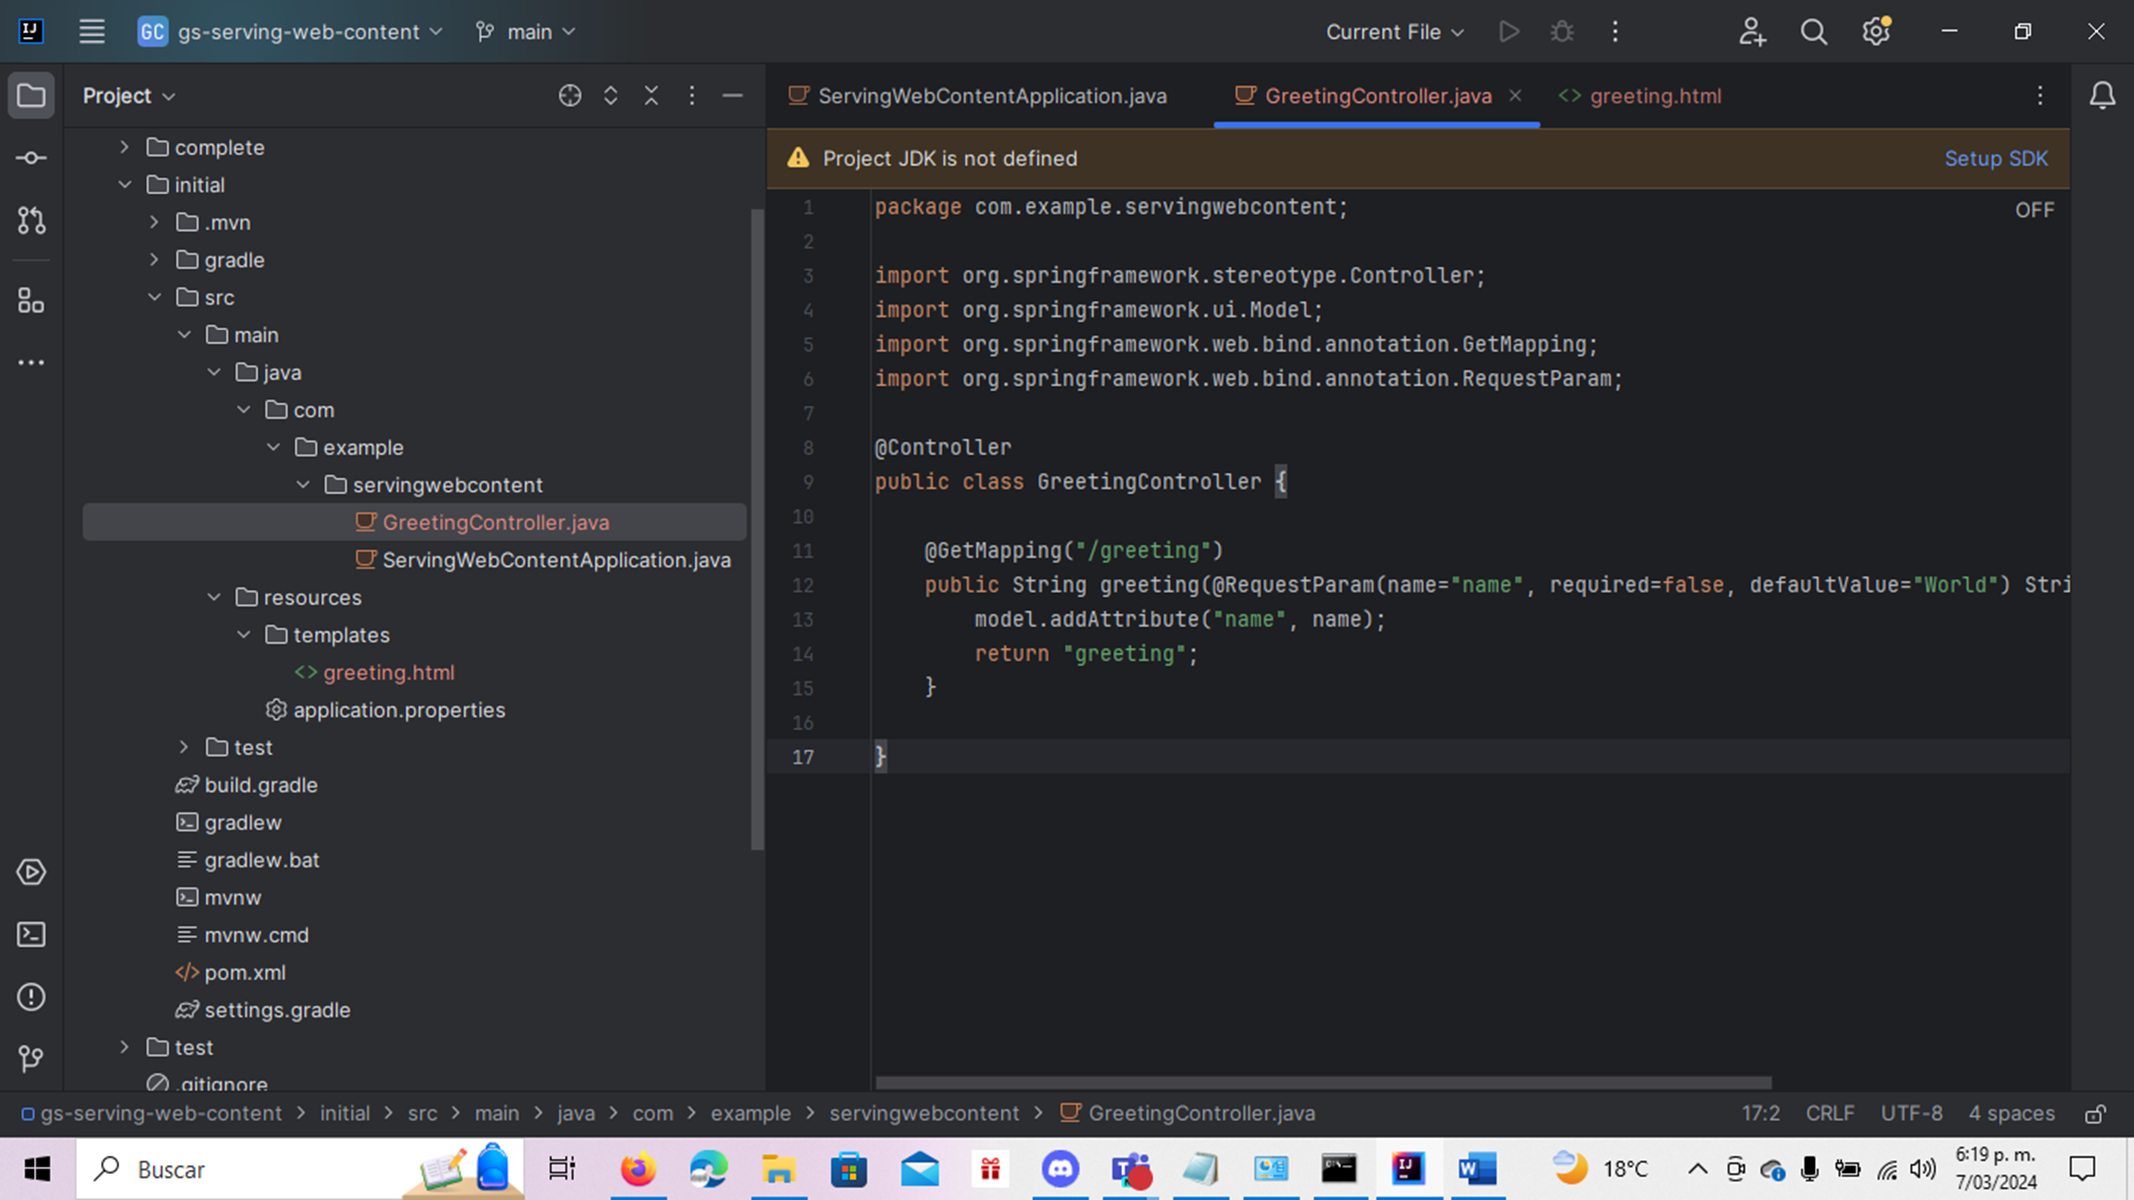 GC gs-serving-web-content main Current File
Project
complete
initial
.mvn
gradle
src
main
java
com
example
servingwebcontent
GreetingController.java
ServingWebContentApplication.java
resources
templates
greeting.html
application.properties
test
build.gradle
gradlew
gradlew.bat
mvnw
mvnw.cmd
pom.xml
settings.gradle
test
.gitignore
ServingWebContentApplication.java GreetingController.java greeting.html
Project JDK is not defined Setup SDK
OFF
1 package com.example.servingwebcontent;
2
3 import org.springframework.stereotype.Controller;
4 import org.springframework.ui.Model;
5 import org.springframework.web.bind.annotation.GetMapping;
6 import org.springframework.web.bind.annotation.RequestParam;
7
8 @Controller
9 public class GreetingController {
10
11 @GetMapping("/greeting")
12 public String greeting(@RequestParam(name="name", required=false, defaultValue="World") Stri
13 model.addAttribute("name", name);
14 return "greeting";
15 }
16
17 }
gs-serving-web-content > initial > src > main > java > com > example > servingwebcontent > GreetingController.java 17:2 CRLF UTF-8 4 spaces
Buscar 18°C 6:19 p. m.
7/03/2024